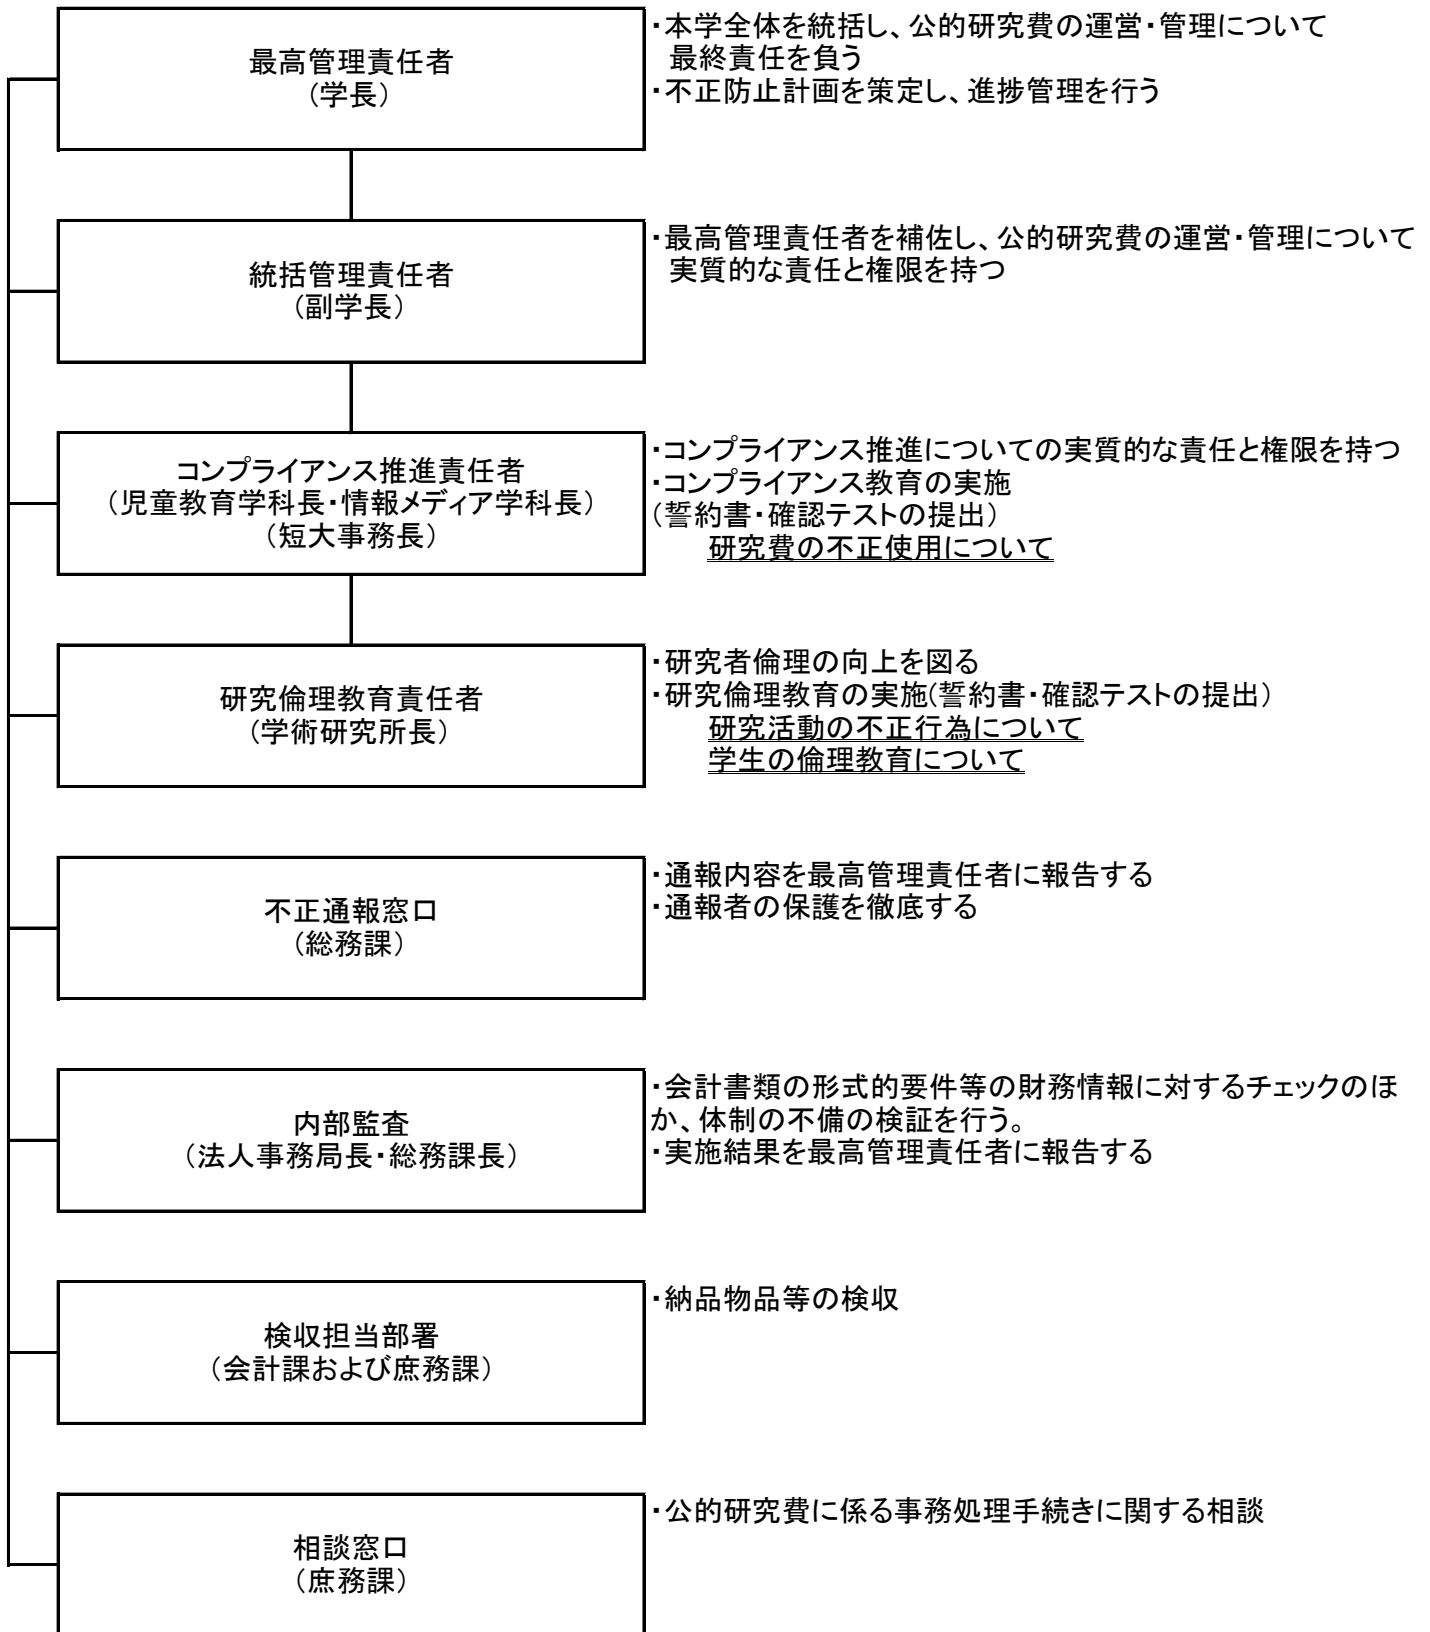 最高管理責任者
(学長)
・本学全体を統括し、公的研究費の運営・管理について
最終責任を負う
・不正防止計画を策定し、進捗管理を行う
統括管理責任者
(副学長)
・最高管理責任者を補佐し、公的研究費の運営・管理について
実質的な責任と権限を持つ
コンプライアンス推進責任者
(児童教育学科長・情報メディア学科長)
(短大事務長)
・コンプライアンス推進についての実質的な責任と権限を持つ
・コンプライアンス教育の実施
(誓約書・確認テストの提出)
研究費の不正使用について
研究倫理教育責任者
(学術研究所長)
・研究者倫理の向上を図る
・研究倫理教育の実施(誓約書・確認テストの提出)
研究活動の不正行為について
学生の倫理教育について
不正通報窓口
(総務課)
・通報内容を最高管理責任者に報告する
・通報者の保護を徹底する
内部監査
(法人事務局長・総務課長)
・会計書類の形式的要件等の財務情報に対するチェックのほ
か、体制の不備の検証を行う。
・実施結果を最高管理責任者に報告する
検収担当部署
(会計課および庶務課)
・納品物品等の検収
相談窓口
(庶務課)
・公的研究費に係る事務処理手続きに関する相談